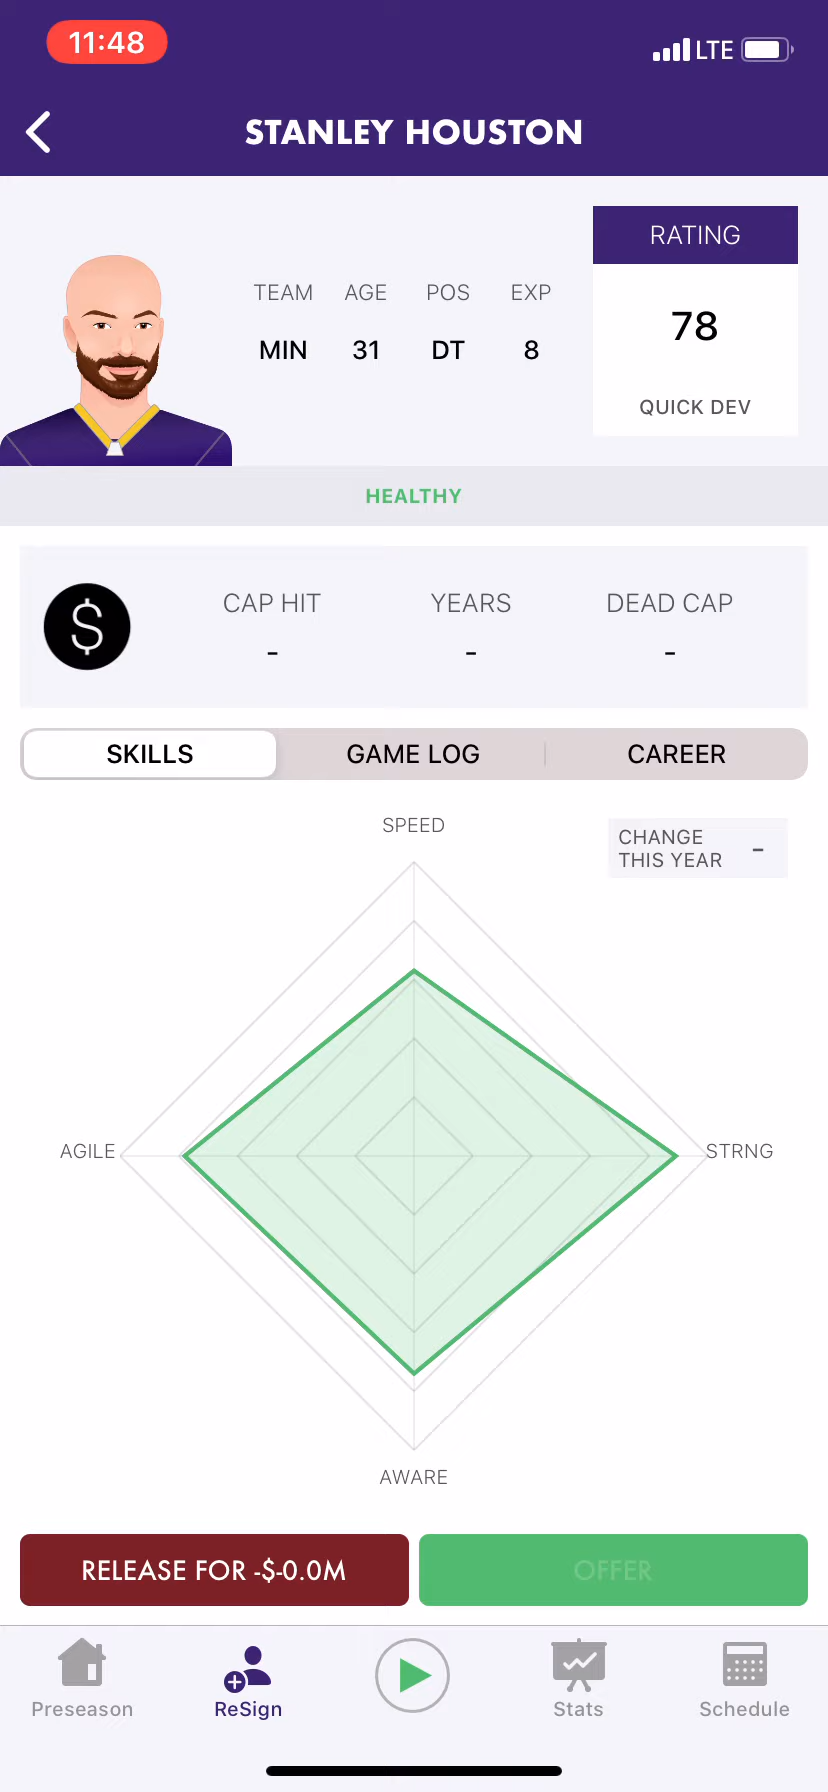 11:48
LTE
STANLEY HOUSTON
TEAM AGE POS EXP
MIN 31 DT 8
RATING
78
QUICK DEV
HEALTHY
$
CAP HIT YEARS DEAD CAP
- - -
SKILLS GAME LOG CAREER
SPEED
CHANGE
THIS YEAR -
AGILE
STRNG
AWARE
RELEASE FOR -$-0.0M
OFFER
Preseason ReSign Stats Schedule